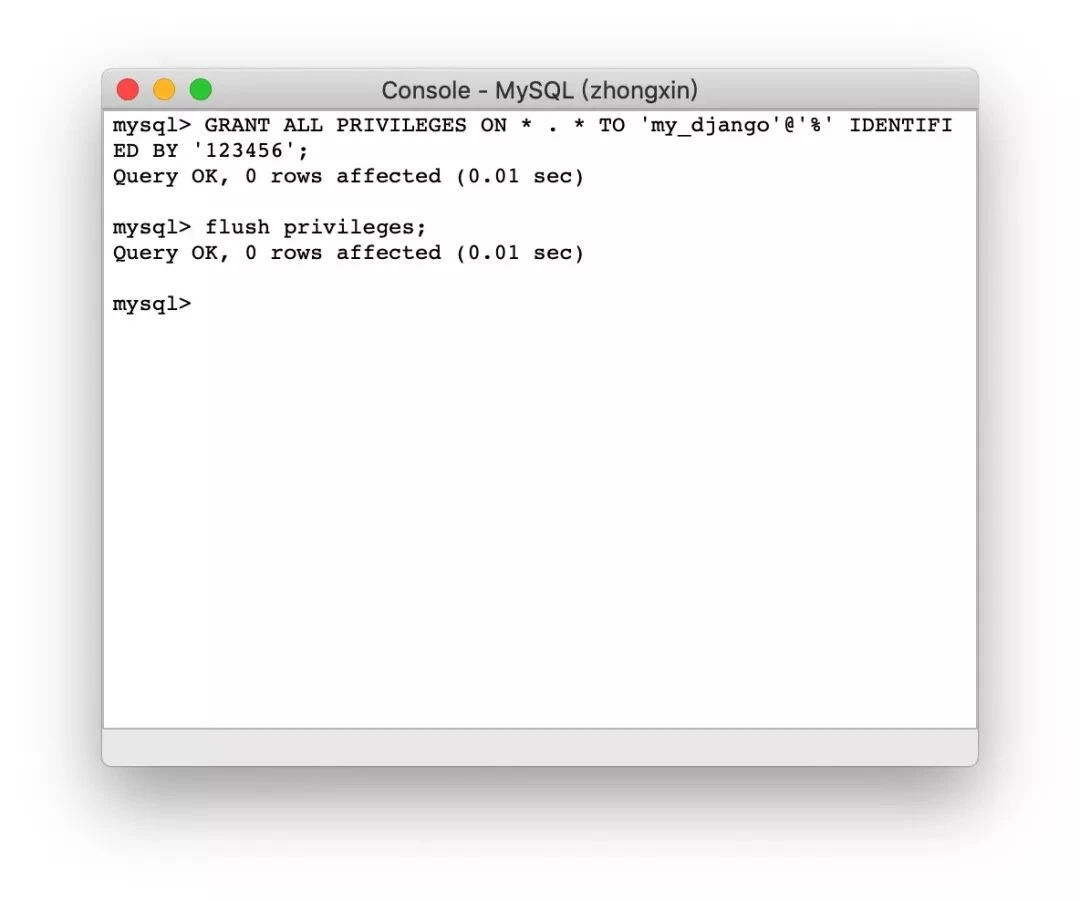 Console - MySQL (zhongxin)
mysql> GRANT ALL PRIVILEGES ON * . * TO 'my_django'@'%' IDENTIFI
ED BY '123456';
Query OK, 0 rows affected (0.01 sec)
mysql> flush privileges;
Query OK, 0 rows affected (0.01 sec)
mysql>